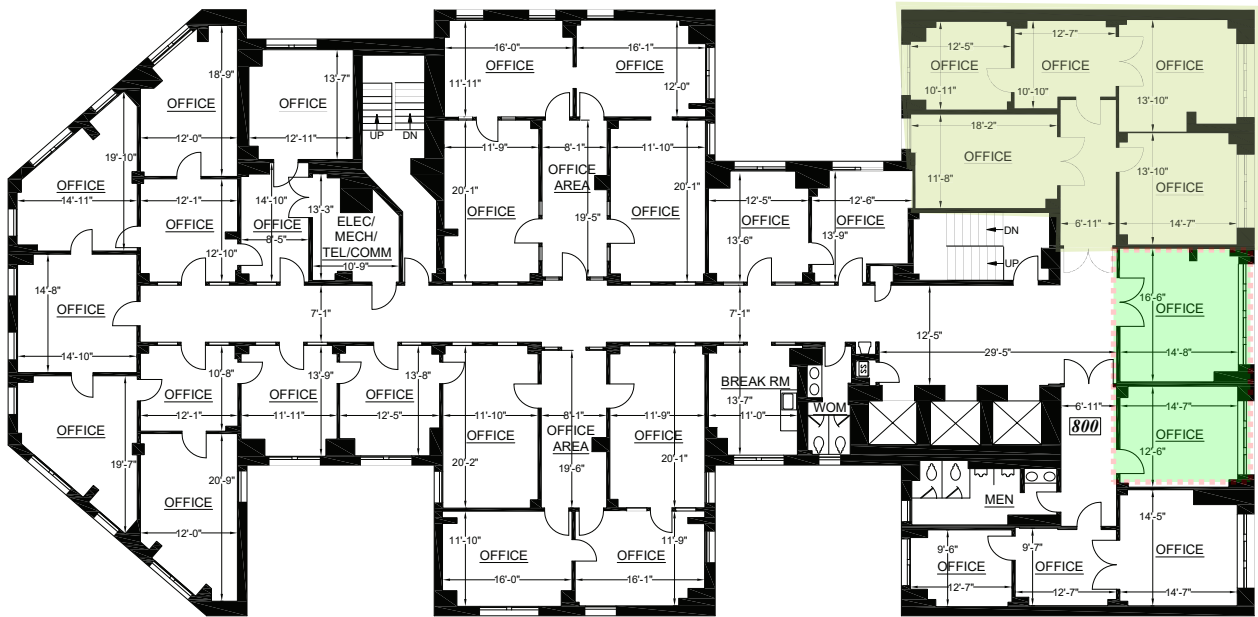 16'-0"
OFFICE
11'-11"
16'-1"
OFFICE
12'-0"
12'-5"
OFFICE
10'-11"
12'-7"
OFFICE
10'-10"
OFFICE
13'-10"
18'-9"
OFFICE
12'-0"
13'-7"
OFFICE
12'-11"
UP
DN
19'-10"
OFFICE
14'-11"
12'-1"
OFFICE
12'-10"
14'-10"
OFFICE
8'-5"
13'-3"
ELEC/
MECH/
TEL/COMM
10'-9"
11'-9"
20'-1"
OFFICE
8'-1"
OFFICE
AREA
19'-5"
11'-10"
20'-1"
OFFICE
12'-5"
OFFICE
13'-6"
12'-6"
OFFICE
13'-9"
18'-2"
OFFICE
11'-8"
13'-10"
OFFICE
14'-7"
6'-11"
DN
UP
14'-8"
OFFICE
14'-10"
7'-1"
7'-1"
12'-5"
29'-5"
16'-6"
OFFICE
14'-8"
10'-8"
OFFICE
12'-1"
13'-9"
OFFICE
11'-11"
13'-8"
OFFICE
12'-5"
11'-10"
OFFICE
20'-2"
8'-1"
OFFICE
AREA
19'-6"
11'-9"
OFFICE
20'-1"
BREAK RM
13'-7"
11'-0"
WOM
SS
6'-11"
800
14'-7"
OFFICE
12'-6"
OFFICE
19'-7"
20'-9"
OFFICE
12'-0"
11'-10"
OFFICE
16'-0"
11'-9"
OFFICE
16'-1"
MEN
9'-6"
OFFICE
12'-7"
9'-7"
OFFICE
12'-7"
14'-5"
OFFICE
14'-7"